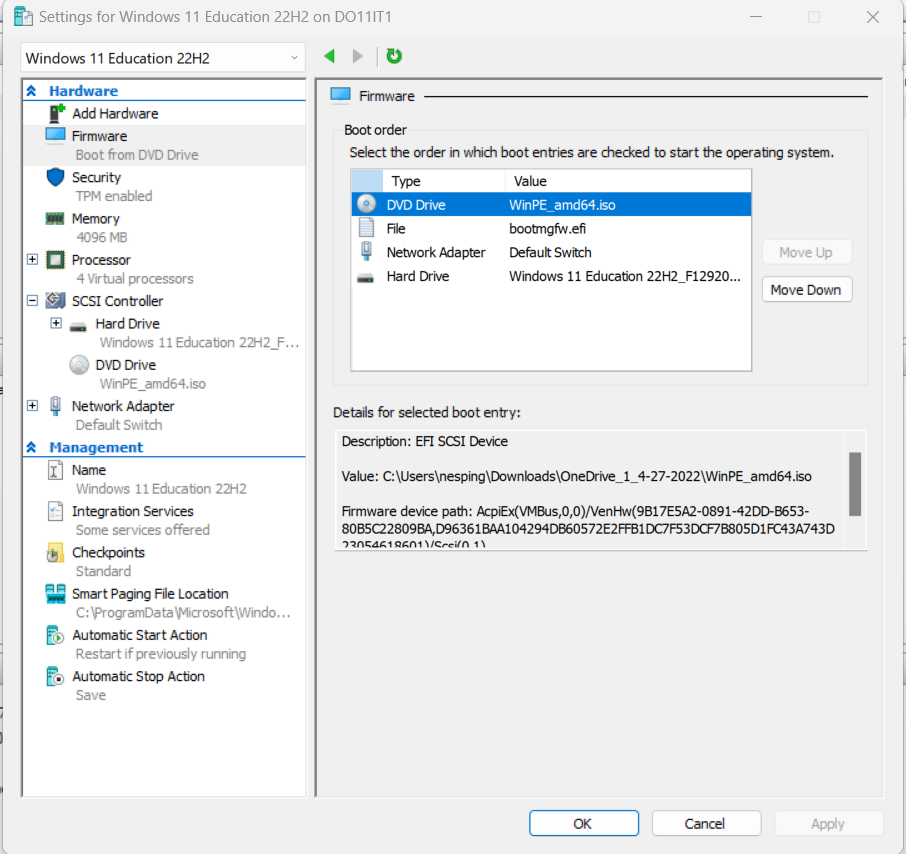 Settings for Windows 11 Education 22H2 on DO11IT1
Windows 11 Education 22H2
Hardware
Add Hardware
Firmware
Boot from DVD Drive
Security
TPM enabled
Memory
4096 MB
Processor
4 Virtual processors
SCSI Controller
Hard Drive
Windows 11 Education 22H2_F...
DVD Drive
WinPE_amd64.iso
Network Adapter
Default Switch
Management
Name
Windows 11 Education 22H2
Integration Services
Some services offered
Checkpoints
Standard
Smart Paging File Location
C:\ProgramData\Microsoft\Windo...
Automatic Start Action
Restart if previously running
Automatic Stop Action
Save
Firmware
Boot order
Select the order in which boot entries are checked to start the operating system.
Type Value
DVD Drive WinPE_amd64.iso
File bootmgfw.efi
Network Adapter Default Switch
Hard Drive Windows 11 Education 22H2_F12920...
Move Up
Move Down
Details for selected boot entry:
Description: EFI SCSI Device
Value: C:\Users\nesping\Downloads\OneDrive_1_4-27-2022\WinPE_amd64.iso
Firmware device path: AcpiEx(VMBus,0,0)/VenHw(9B17E5A2-0891-42DD-B653-
80B5C22809BA,D96361BAA104294DB60572E2FFB1DC7F53DCF7B805D1FC43A743D
23054618601)/Scsi(0,1)
OK Cancel Apply